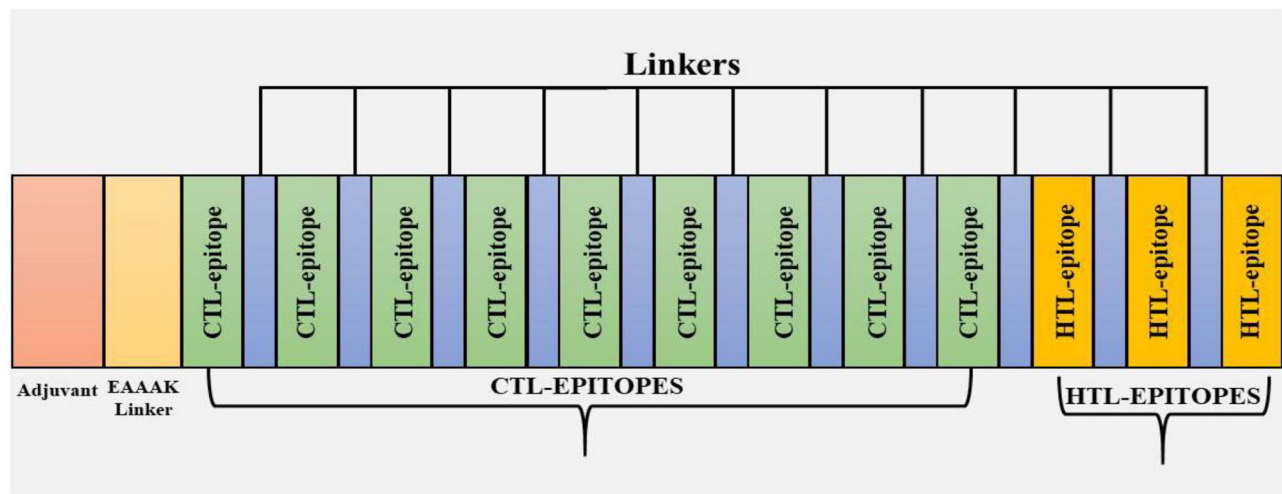 Linkers
CTL-epitope
CTL-epitope
CTL-epitope
CTL-epitope
CTL-epitope
CTL-epitope
CTL-epitope
CTL-epitope
CTL-epitope
HTL-epitope
HTL-epitope
HTL-epitope
Adjuvant
EAAAK
Linker
CTL-EPITOPES
HTL-EPITOPES